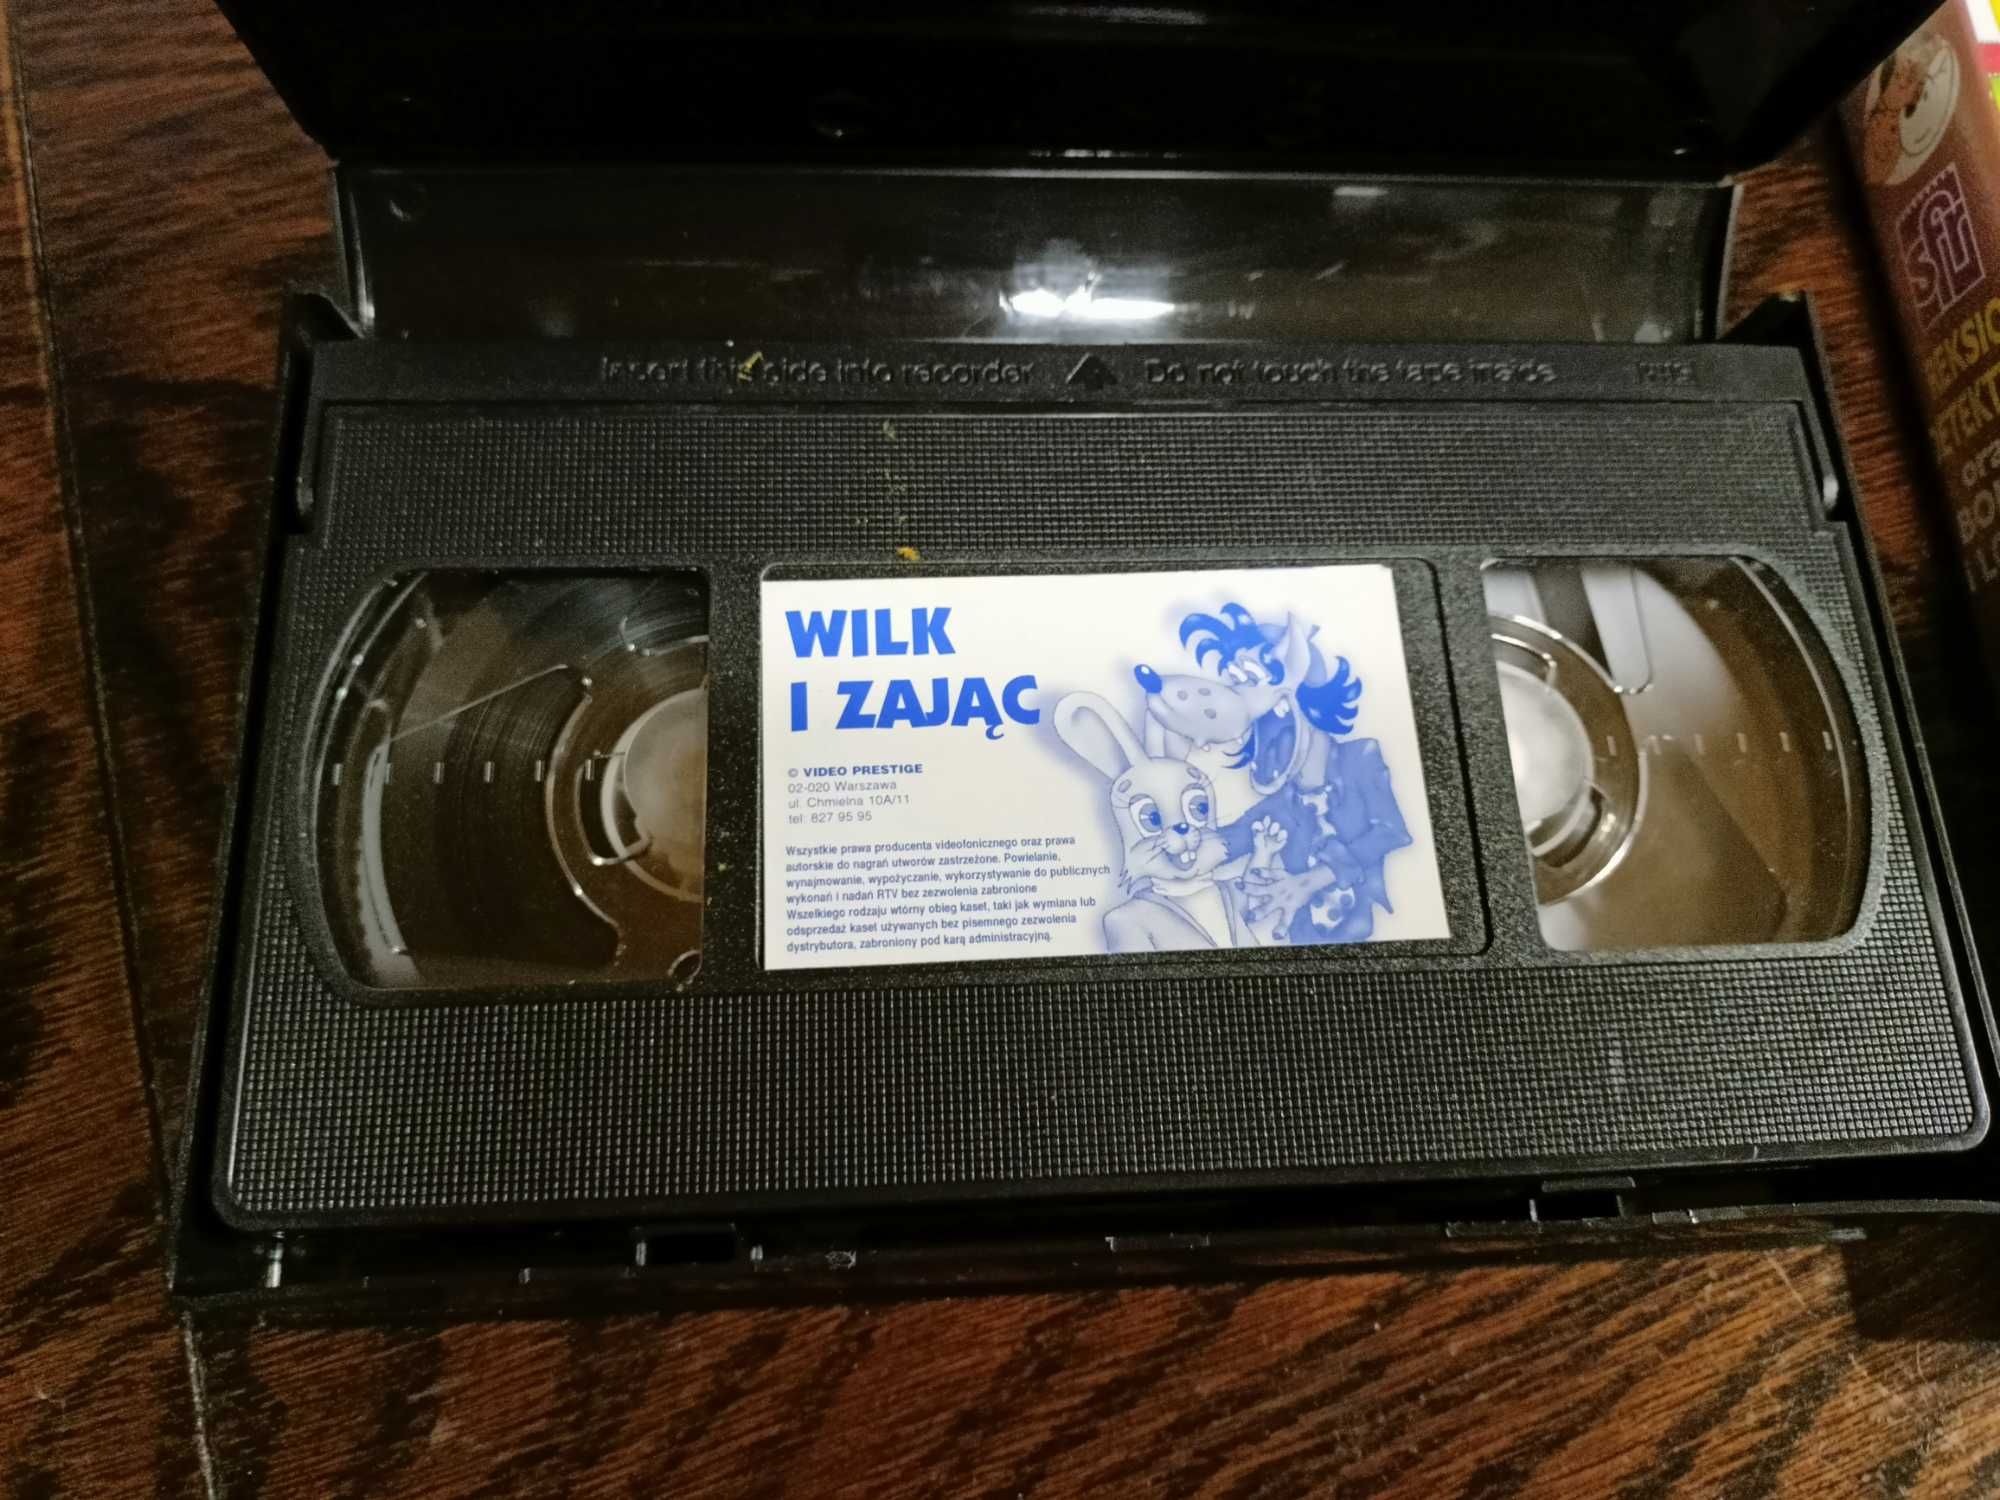 Insert this side into recorder Do not touch the tape inside
WILK
I ZAJĄC
© VIDEO PRESTIGE
02-020 Warszawa
ul. Chmielna 10A/11
tel: 827 95 95
Wszystkie prawa producenta videofonicznego oraz prawa
autorskie do nagrań utworów zastrzeżone. Powielanie,
wynajmowanie, wypożyczanie, wykorzystywanie do publicznych
wykonań i nadań RTV bez zezwolenia zabronione
Wszelkiego rodzaju wtórny obieg kaset, taki jak wymiana lub
odsprzedaż kaset używanych bez pisemnego zezwolenia
dystrybutora, zabroniony pod karą administracyjną.
sfr